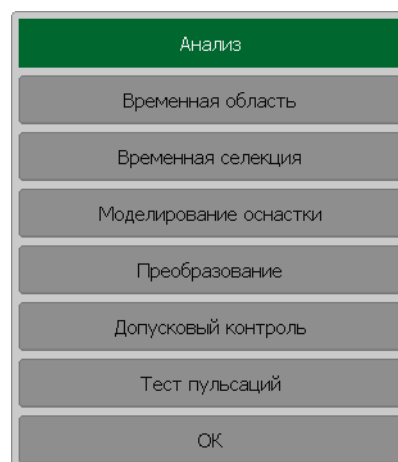 Анализ
Временная область
Временная селекция
Моделирование оснастки
Преобразование
Допусковый контроль
Тест пульсаций
ОК